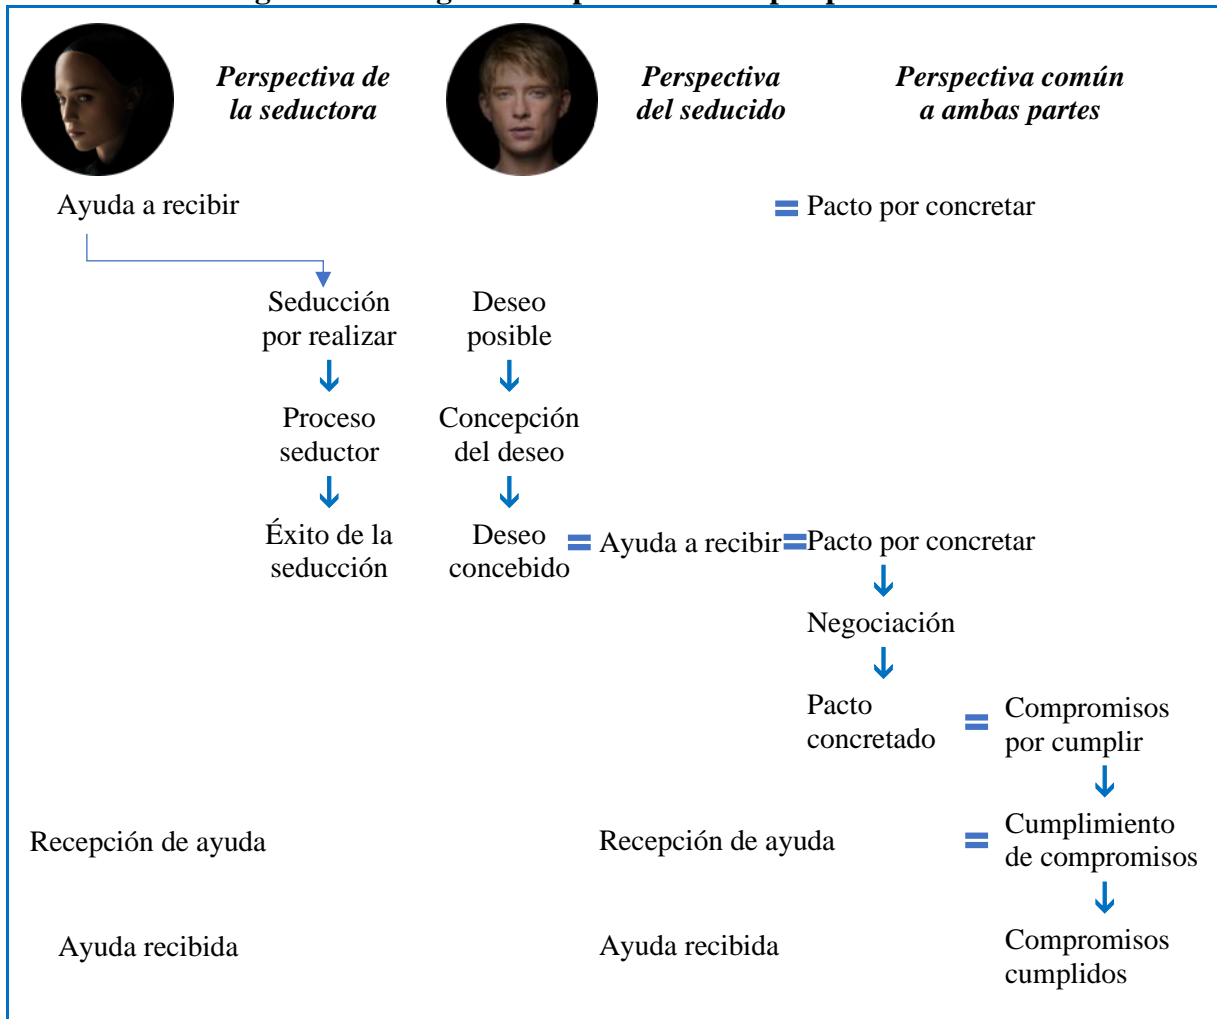 Perspectiva de
la seductora
Perspectiva
del seducido
Perspectiva común
a ambas partes
Ayuda a recibir
= Pacto por concretar
Seducción
por realizar
Deseo
posible
Proceso
seductor
Concepción
del deseo
Éxito de la
seducción
Deseo
concebido
= Ayuda a recibir = Pacto por concretar
Negociación
Pacto
concretado
=
Compromisos
por cumplir
Recepción de ayuda
Recepción de ayuda
=
Cumplimiento
de compromisos
Ayuda recibida
Ayuda recibida
Compromisos
cumplidos